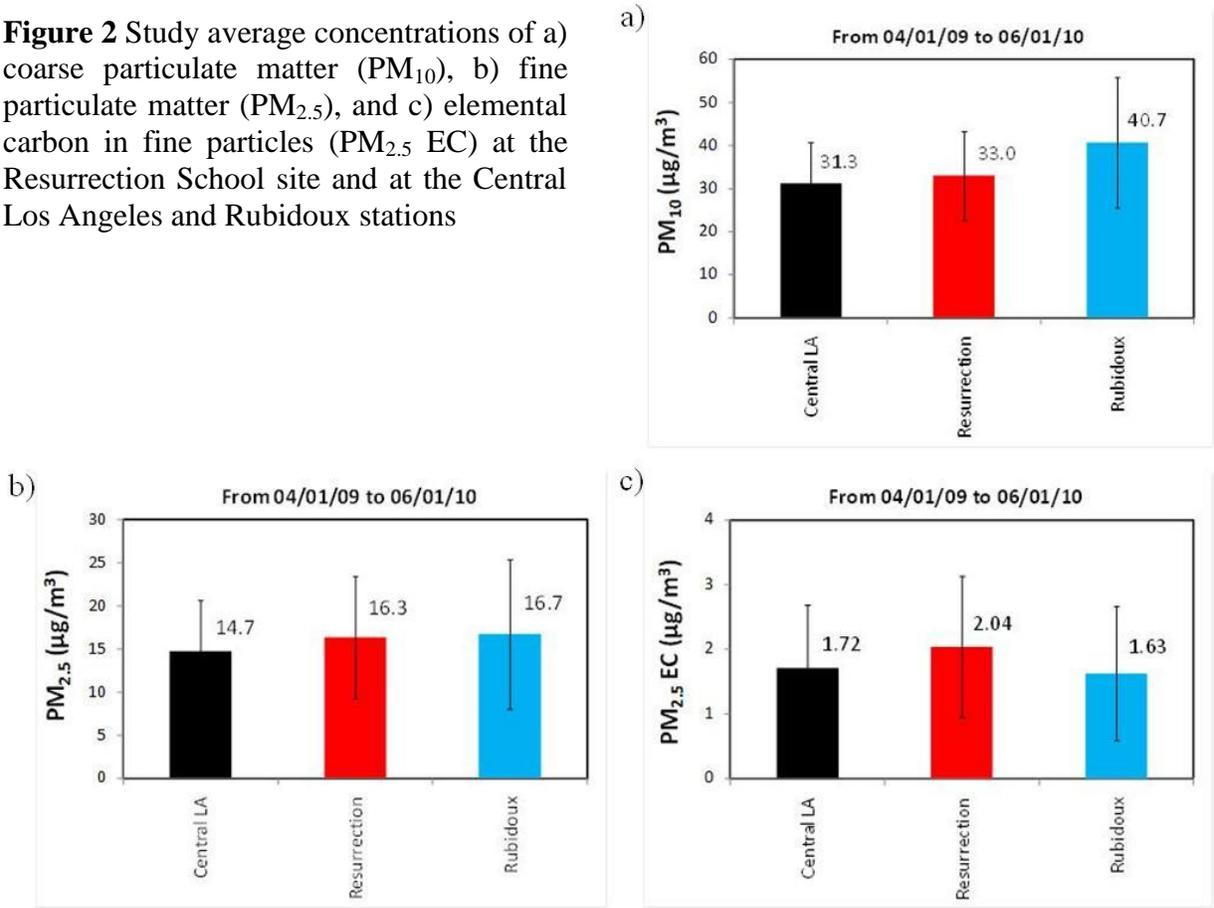 Figure 2 Study average concentrations of a)
coarse particulate matter (PM₁₀), b) fine
particulate matter (PM₂.₅), and c) elemental
carbon in fine particles (PM₂.₅ EC) at the
Resurrection School site and at the Central
Los Angeles and Rubidoux stations
a)
From 04/01/09 to 06/01/10
PM₁₀ (µg/m³)
60
50
40
30
20
10
0
31.3
33.0
40.7
Central LA
Resurrection
Rubidoux
b)
From 04/01/09 to 06/01/10
PM₂.₅ (µg/m³)
30
25
20
15
10
5
0
14.7
16.3
16.7
Central LA
Resurrection
Rubidoux
c)
From 04/01/09 to 06/01/10
PM₂.₅ EC (µg/m³)
4
3
2
1
0
1.72
2.04
1.63
Central LA
Resurrection
Rubidoux